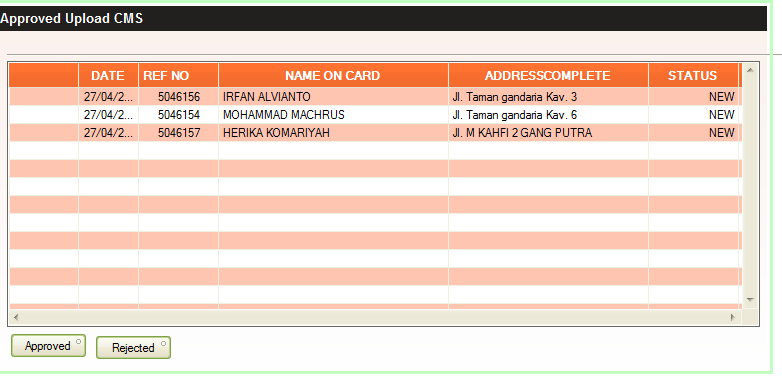 Approved Upload CMS
DATE REF NO NAME ON CARD ADDRESSCOMPLETE STATUS
27/04/2... 5046156 IRFAN ALVIANTO Jl. Taman gandaria Kav. 3 NEW
27/04/2... 5046154 MOHAMMAD MACHRUS Jl. Taman gandaria Kav. 6 NEW
27/04/2... 5046157 HERIKA KOMARIYAH Jl. M KAHFI 2 GANG PUTRA NEW
Approved Rejected